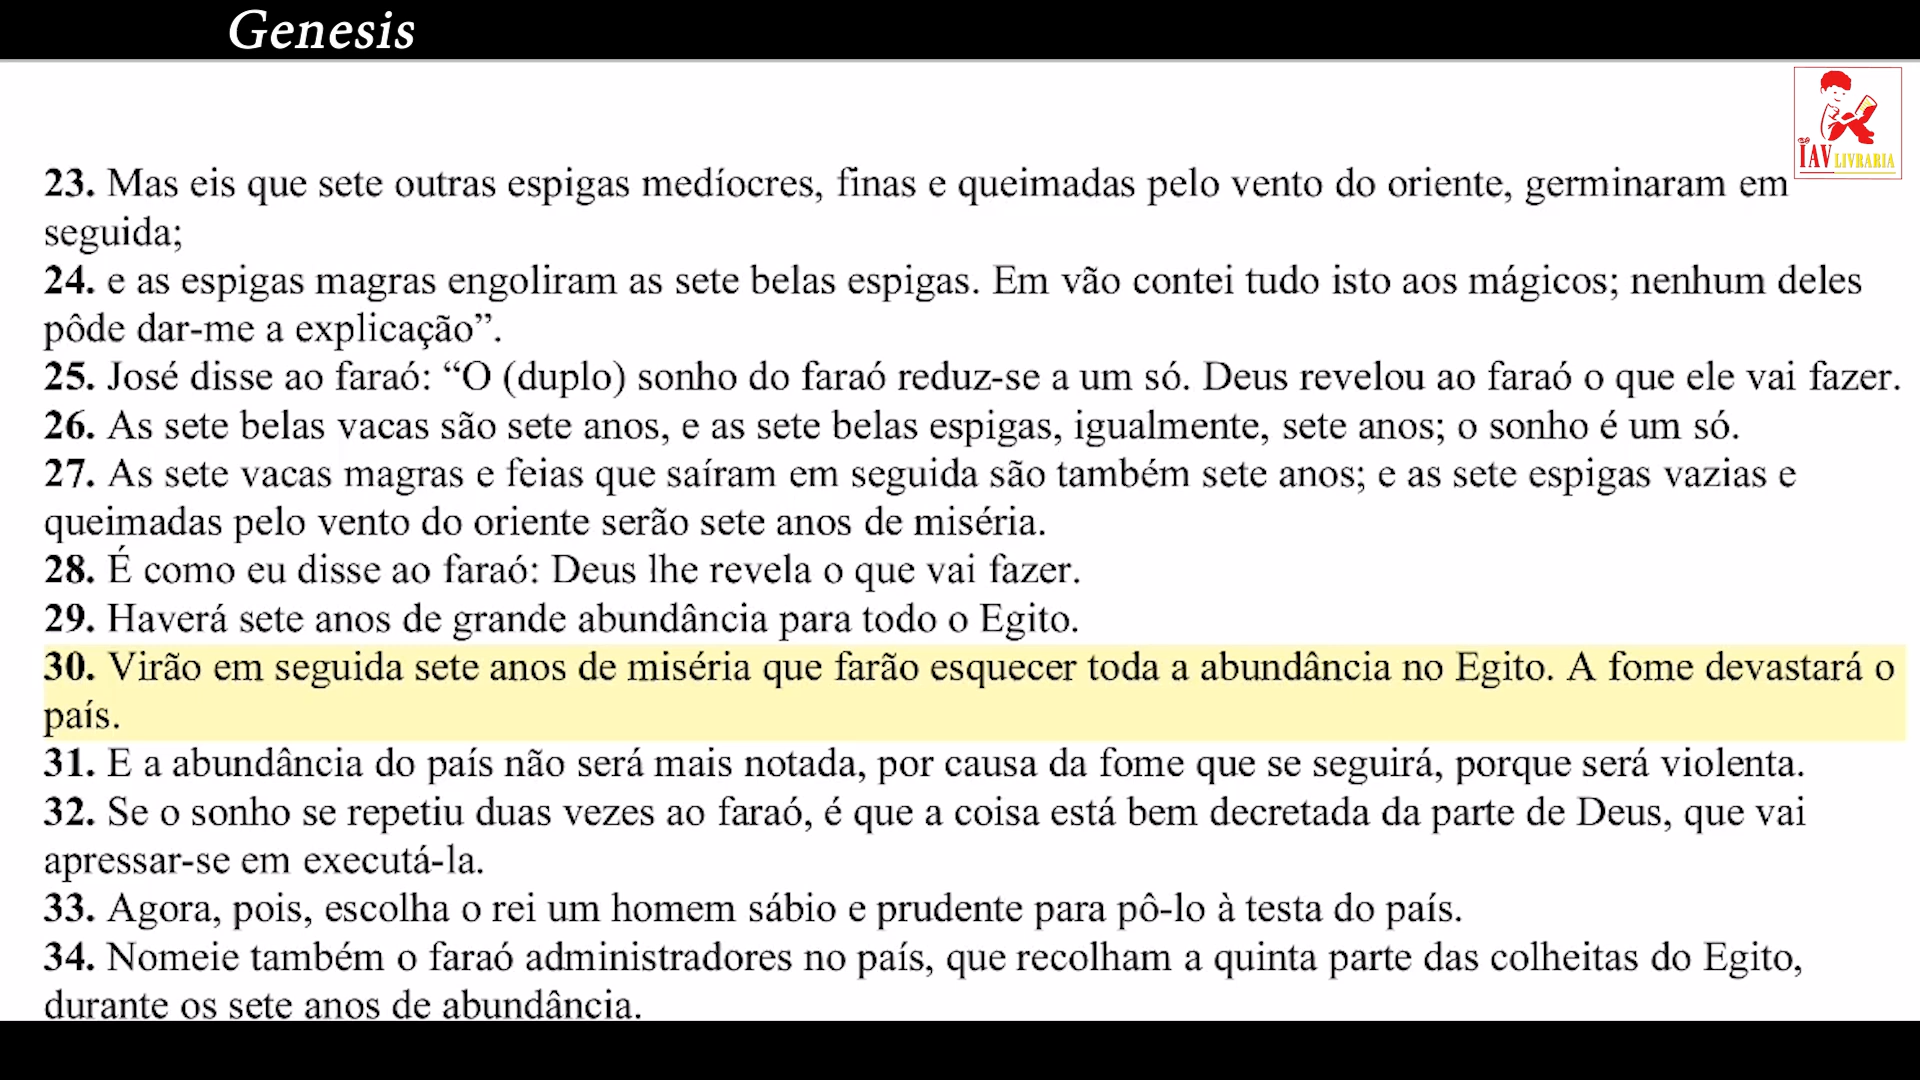 Genesis
IAV LIVRARIA
23. Mas eis que sete outras espigas medíocres, finas e queimadas pelo vento do oriente, germinaram em
seguida;
24. e as espigas magras engoliram as sete belas espigas. Em vão contei tudo isto aos mágicos; nenhum deles
pôde dar-me a explicação”.
25. José disse ao faraó: “O (duplo) sonho do faraó reduz-se a um só. Deus revelou ao faraó o que ele vai fazer.
26. As sete belas vacas são sete anos, e as sete belas espigas, igualmente, sete anos; o sonho é um só.
27. As sete vacas magras e feias que saíram em seguida são também sete anos; e as sete espigas vazias e
queimadas pelo vento do oriente serão sete anos de miséria.
28. É como eu disse ao faraó: Deus lhe revela o que vai fazer.
29. Haverá sete anos de grande abundância para todo o Egito.
30. Virão em seguida sete anos de miséria que farão esquecer toda a abundância no Egito. A fome devastará o
país.
31. E a abundância do país não será mais notada, por causa da fome que se seguirá, porque será violenta.
32. Se o sonho se repetiu duas vezes ao faraó, é que a coisa está bem decretada da parte de Deus, que vai
apressar-se em executá-la.
33. Agora, pois, escolha o rei um homem sábio e prudente para pô-lo à testa do país.
34. Nomeie também o faraó administradores no país, que recolham a quinta parte das colheitas do Egito,
durante os sete anos de abundância.